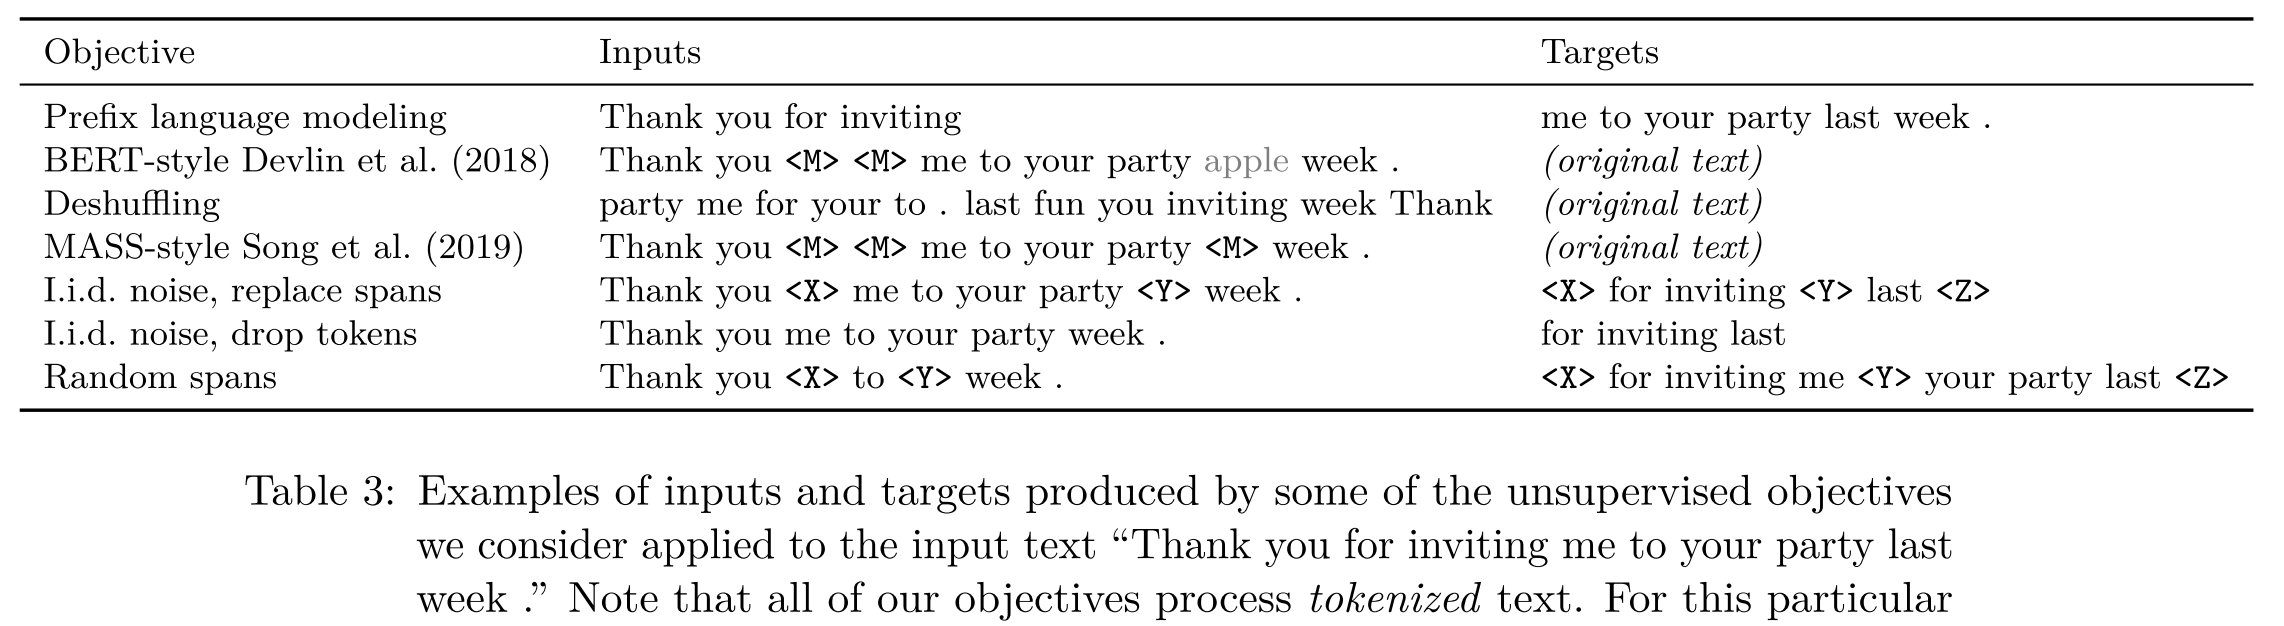 Objective Inputs Targets
Prefix language modeling Thank you for inviting me to your party last week .
BERT-style Devlin et al. (2018) Thank you <M> <M> me to your party apple week . (original text)
Deshuffling party me for your to . last fun you inviting week Thank (original text)
MASS-style Song et al. (2019) Thank you <M> <M> me to your party <M> week . (original text)
I.i.d. noise, replace spans Thank you <X> me to your party <Y> week . <X> for inviting <Y> last <Z>
I.i.d. noise, drop tokens Thank you me to your party week . for inviting last
Random spans Thank you <X> to <Y> week . <X> for inviting me <Y> your party last <Z>
Table 3: Examples of inputs and targets produced by some of the unsupervised objectives
we consider applied to the input text “Thank you for inviting me to your party last
week .” Note that all of our objectives process tokenized text. For this particular